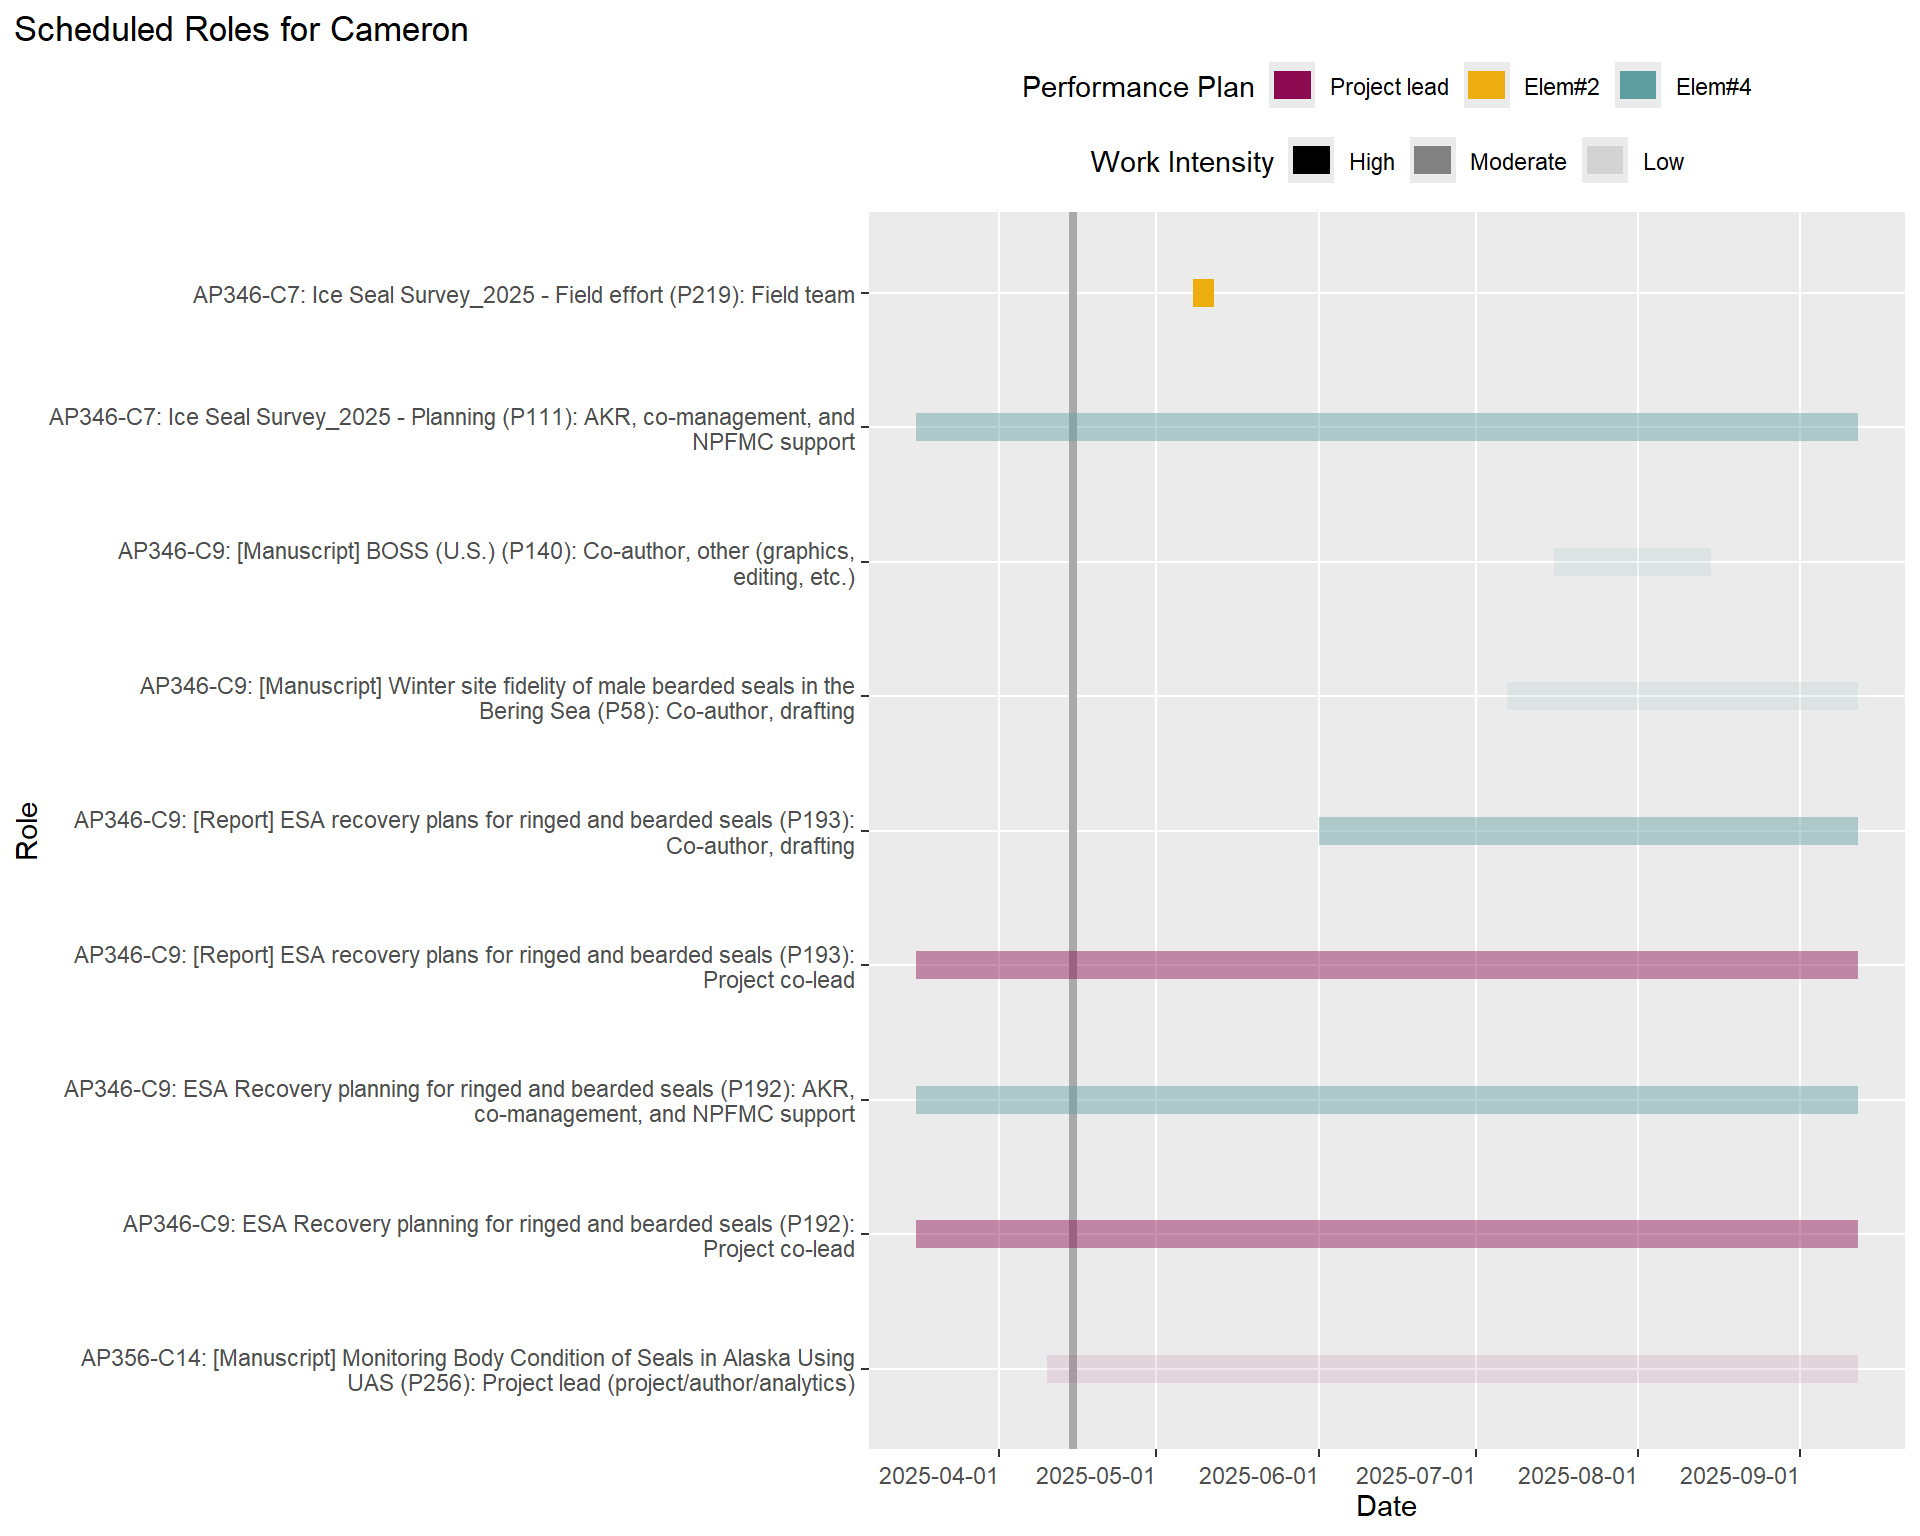 Scheduled Roles for Cameron
Performance Plan Project lead Elem#2 Elem#4
Work Intensity High Moderate Low
AP346-C7: Ice Seal Survey_2025 - Field effort (P219): Field team
AP346-C7: Ice Seal Survey_2025 - Planning (P111): AKR, co-management, and
NPFMC support
AP346-C9: [Manuscript] BOSS (U.S.) (P140): Co-author, other (graphics,
editing, etc.)
AP346-C9: [Manuscript] Winter site fidelity of male bearded seals in the
Bering Sea (P58): Co-author, drafting
AP346-C9: [Report] ESA recovery plans for ringed and bearded seals (P193):
Co-author, drafting
AP346-C9: [Report] ESA recovery plans for ringed and bearded seals (P193):
Project co-lead
AP346-C9: ESA Recovery planning for ringed and bearded seals (P192): AKR,
co-management, and NPFMC support
AP346-C9: ESA Recovery planning for ringed and bearded seals (P192):
Project co-lead
AP356-C14: [Manuscript] Monitoring Body Condition of Seals in Alaska Using
UAS (P256): Project lead (project/author/analytics)
Role
2025-04-01 2025-05-01 2025-06-01 2025-07-01 2025-08-01 2025-09-01
Date